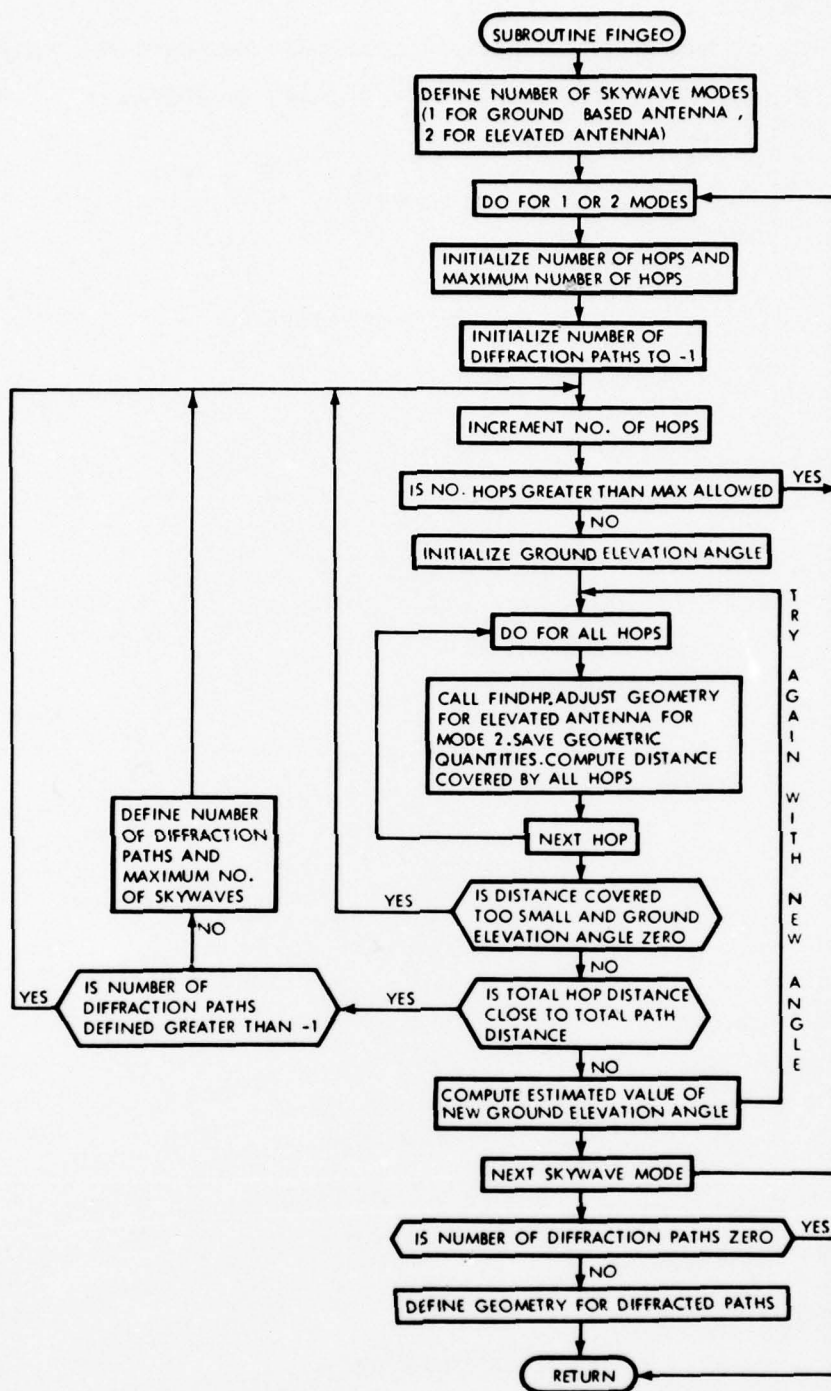 SUBROUTINE FINGEO
DEFINE NUMBER OF SKYWAVE MODES
(1 FOR GROUND BASED ANTENNA ,
2 FOR ELEVATED ANTENNA)
DO FOR 1 OR 2 MODES
INITIALIZE NUMBER OF HOPS AND
MAXIMUM NUMBER OF HOPS
INITIALIZE NUMBER OF
DIFFRACTION PATHS TO -1
INCREMENT NO. OF HOPS
IS NO. HOPS GREATER THAN MAX ALLOWED
YES
NO
INITIALIZE GROUND ELEVATION ANGLE
TRY AGAIN WITH NEW ANGLE
DO FOR ALL HOPS
CALL FINDHP.ADJUST GEOMETRY
FOR ELEVATED ANTENNA FOR
MODE 2.SAVE GEOMETRIC
QUANTITIES.COMPUTE DISTANCE
COVERED BY ALL HOPS
NEXT HOP
DEFINE NUMBER
OF DIFFRACTION
PATHS AND
MAXIMUM NO.
OF SKYWAVES
YES
IS DISTANCE COVERED
TOO SMALL AND GROUND
ELEVATION ANGLE ZERO
NO
NO
YES
IS NUMBER OF
DIFFRACTION PATHS
DEFINED GREATER THAN -1
YES
IS TOTAL HOP DISTANCE
CLOSE TO TOTAL PATH
DISTANCE
NO
COMPUTE ESTIMATED VALUE OF
NEW GROUND ELEVATION ANGLE
NEXT SKYWAVE MODE
IS NUMBER OF DIFFRACTION PATHS ZERO
YES
NO
DEFINE GEOMETRY FOR DIFFRACTED PATHS
RETURN